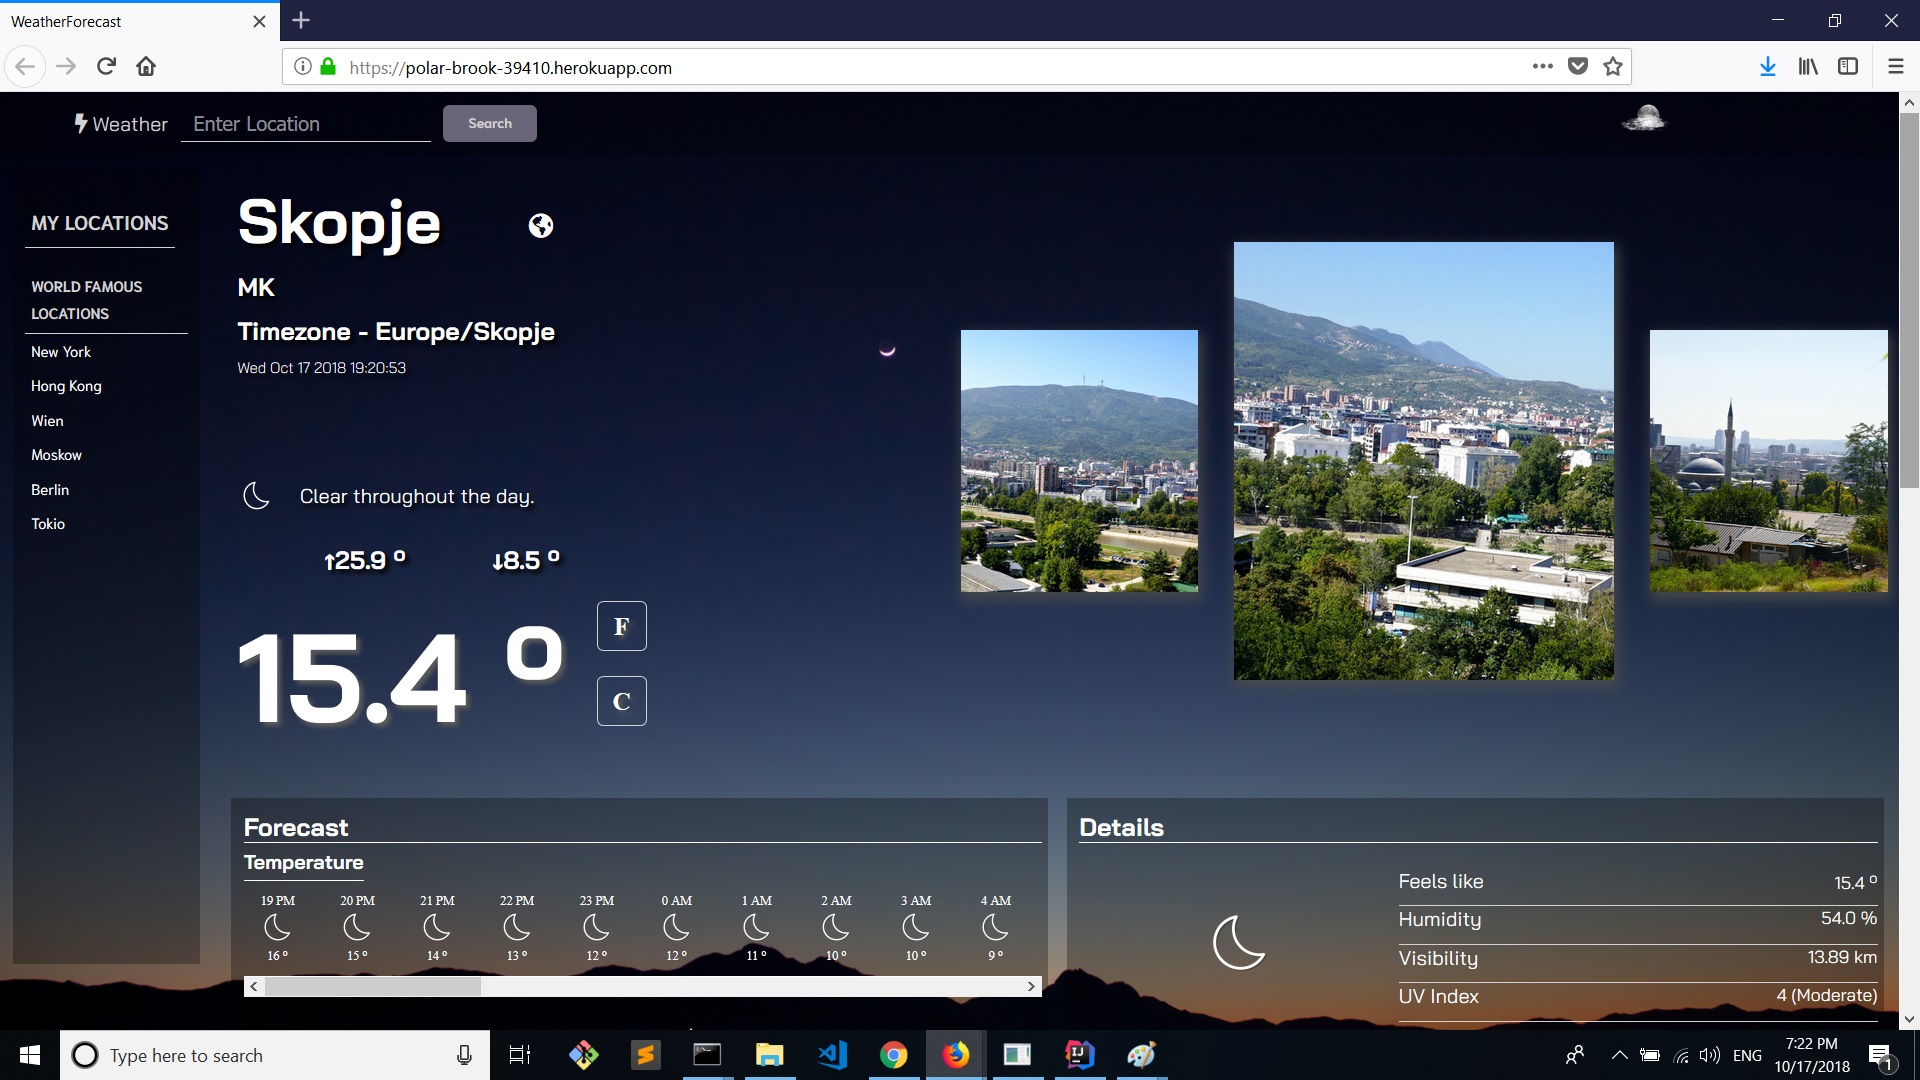 WeatherForecast
https://polar-brook-39410.herokuapp.com
Weather
Enter Location
Search
MY LOCATIONS
WORLD FAMOUS
LOCATIONS
New York
Hong Kong
Wien
Moskow
Berlin
Tokio
Skopje
MK
Timezone - Europe/Skopje
Wed Oct 17 2018 19:20:53
Clear throughout the day.
↑25.9 º ↓8.5 º
15.4 º
F
C
Forecast
Temperature
19 PM 20 PM 21 PM 22 PM 23 PM 0 AM 1 AM 2 AM 3 AM 4 AM
16 º 15 º 14 º 13 º 12 º 12 º 11 º 10 º 10 º 9 º
Details
Feels like 15.4 º
Humidity 54.0 %
Visibility 13.89 km
UV Index 4 (Moderate)
Type here to search
ENG
7:22 PM
10/17/2018
1